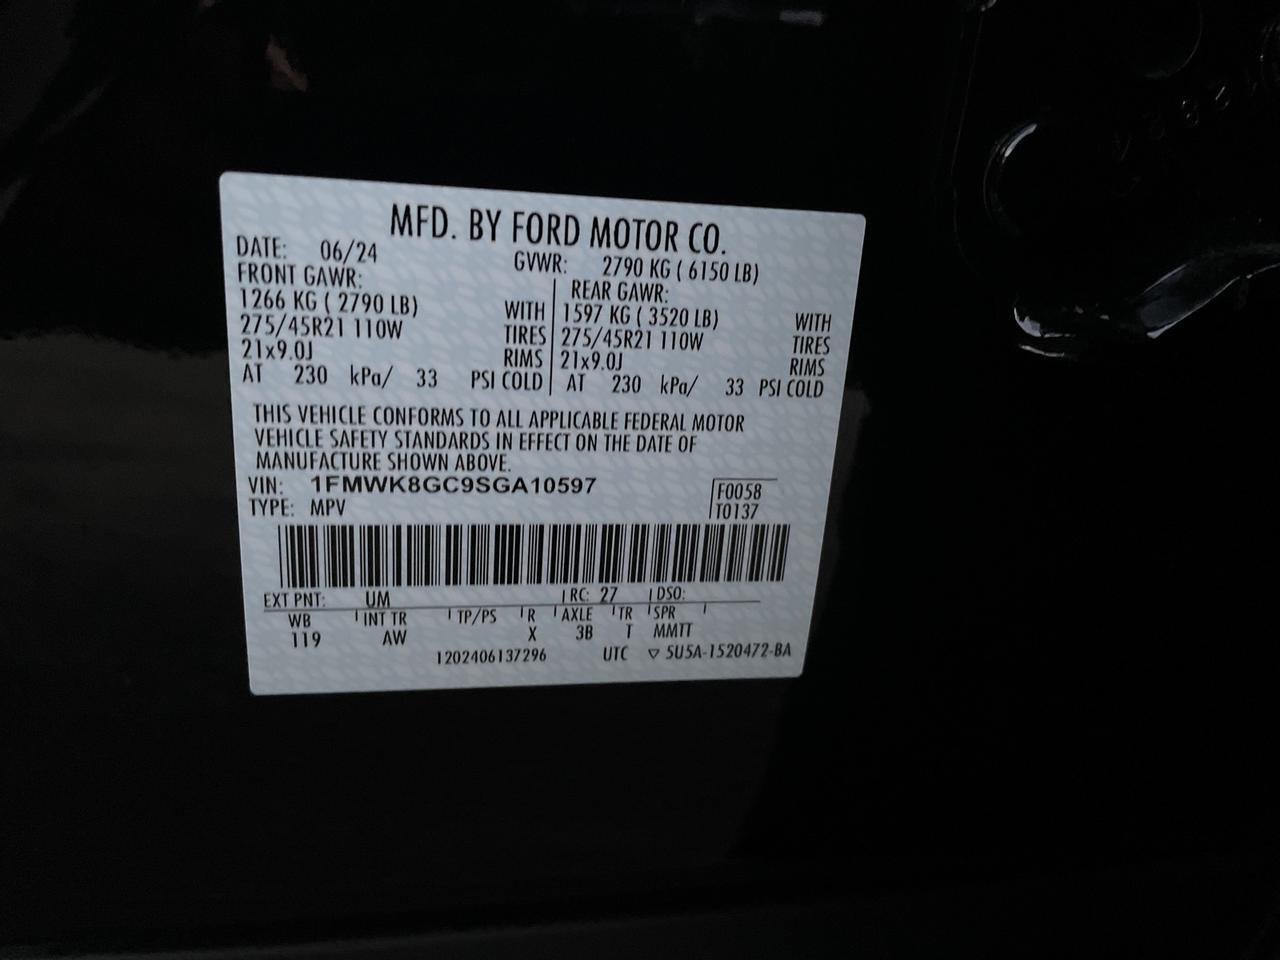 MFD. BY FORD MOTOR CO.
DATE: 06/24 GVWR: 2790 KG ( 6150 LB)
FRONT GAWR: REAR GAWR:
1266 KG ( 2790 LB) WITH 1597 KG ( 3520 LB) WITH
275/45R21 110W TIRES 275/45R21 110W TIRES
21x9.0J RIMS 21x9.0J RIMS
AT 230 kPa/ 33 PSI COLD AT 230 kPa/ 33 PSI COLD
THIS VEHICLE CONFORMS TO ALL APPLICABLE FEDERAL MOTOR
VEHICLE SAFETY STANDARDS IN EFFECT ON THE DATE OF
MANUFACTURE SHOWN ABOVE.
VIN: 1FMWK8GC9SGA10597 F0058
TYPE: MPV T0137
EXT PNT: UM RC: 27 DSO:
WB INT TR TP/PS R AXLE TR SPR
119 AW X 3B T MMTT
1202406137296 UTC ▽ 5U5A-1520472-BA